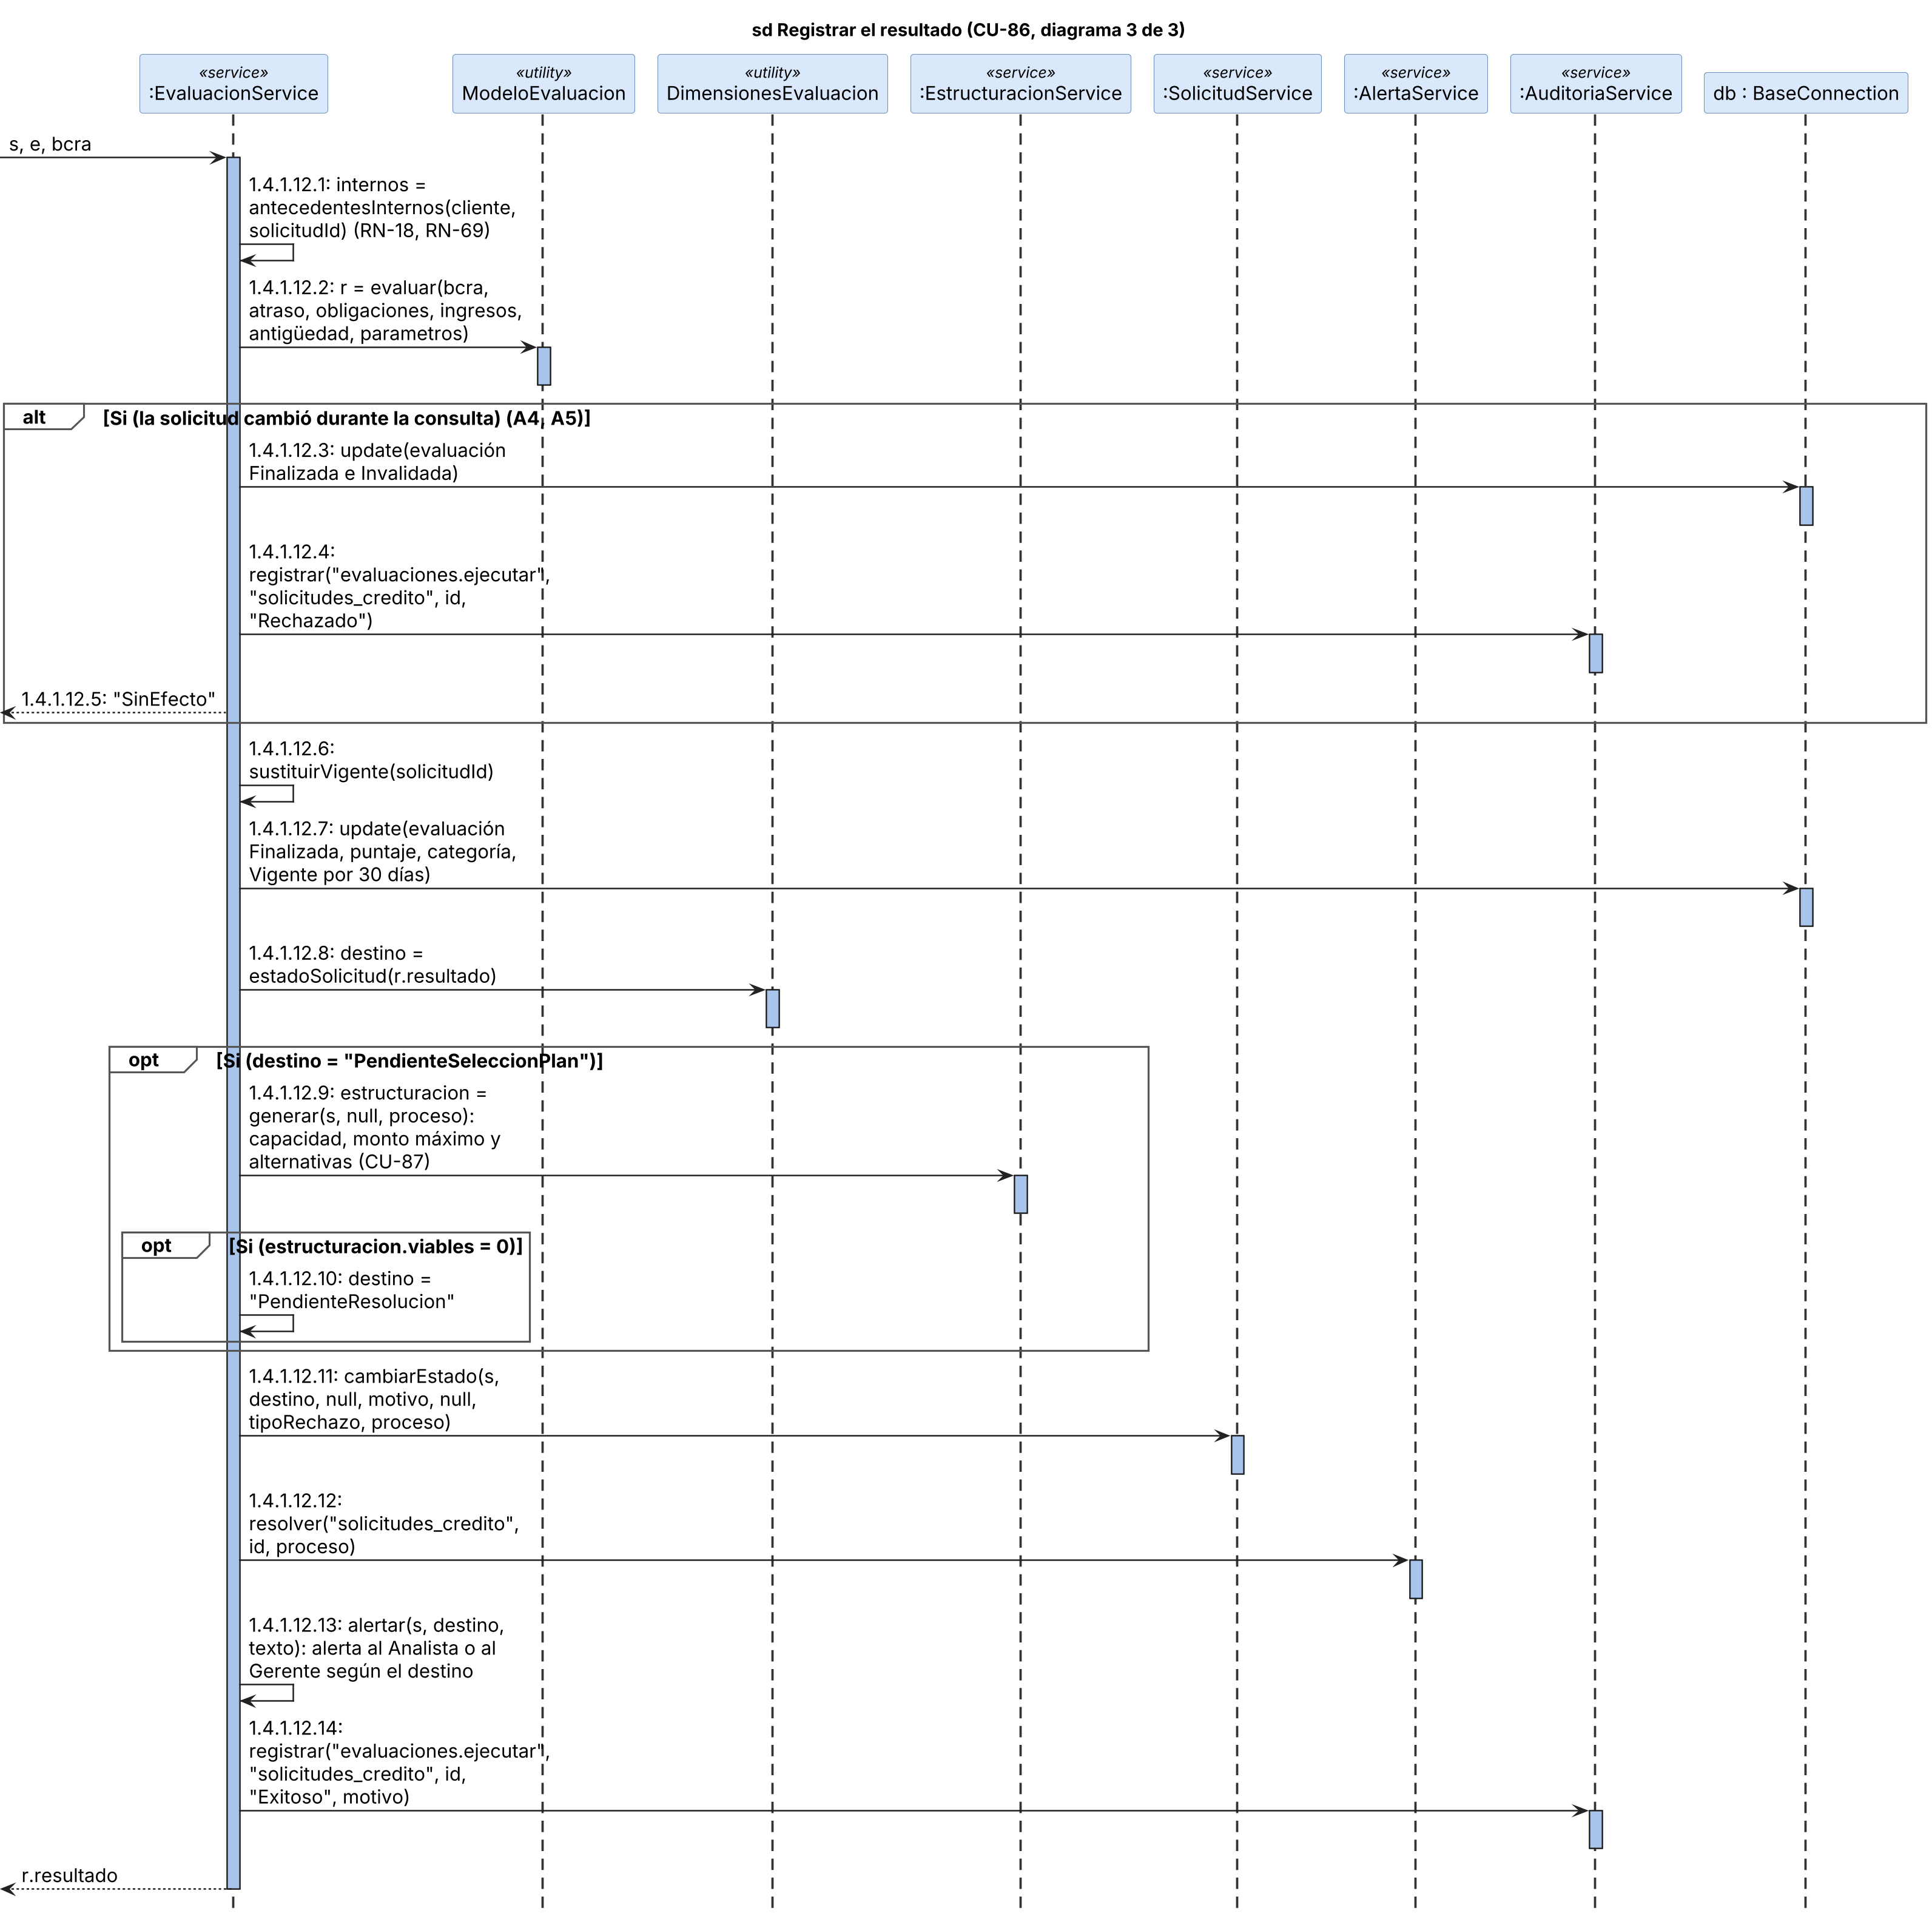 sd Registrar el resultado (CU-86, diagrama 3 de 3)
«service»
:EvaluacionService
«utility»
ModeloEvaluacion
«utility»
DimensionesEvaluacion
«service»
:EstructuracionService
«service»
:SolicitudService
«service»
:AlertaService
«service»
:AuditoriaService
db : BaseConnection
s, e, bcra
1.4.1.12.1: internos =
antecedentesInternos(cliente,
solicitudId) (RN-18, RN-69)
1.4.1.12.2: r = evaluar(bcra,
atraso, obligaciones, ingresos,
antigüedad, parametros)
alt
[Si (la solicitud cambió durante la consulta) (A4, A5)]
1.4.1.12.3: update(evaluación
Finalizada e Invalidada)
1.4.1.12.4:
registrar("evaluaciones.ejecutar",
"solicitudes_credito", id,
"Rechazado")
1.4.1.12.5: "SinEfecto"
1.4.1.12.6:
sustituirVigente(solicitudId)
1.4.1.12.7: update(evaluación
Finalizada, puntaje, categoría,
Vigente por 30 días)
1.4.1.12.8: destino =
estadoSolicitud(r.resultado)
opt
[Si (destino = "PendienteSeleccionPlan")]
1.4.1.12.9: estructuracion =
generar(s, null, proceso):
capacidad, monto máximo y
alternativas (CU-87)
opt
[Si (estructuracion.viables = 0)]
1.4.1.12.10: destino =
"PendienteResolucion"
1.4.1.12.11: cambiarEstado(s,
destino, null, motivo, null,
tipoRechazo, proceso)
1.4.1.12.12:
resolver("solicitudes_credito",
id, proceso)
1.4.1.12.13: alertar(s, destino,
texto): alerta al Analista o al
Gerente según el destino
1.4.1.12.14:
registrar("evaluaciones.ejecutar",
"solicitudes_credito", id,
"Exitoso", motivo)
r.resultado